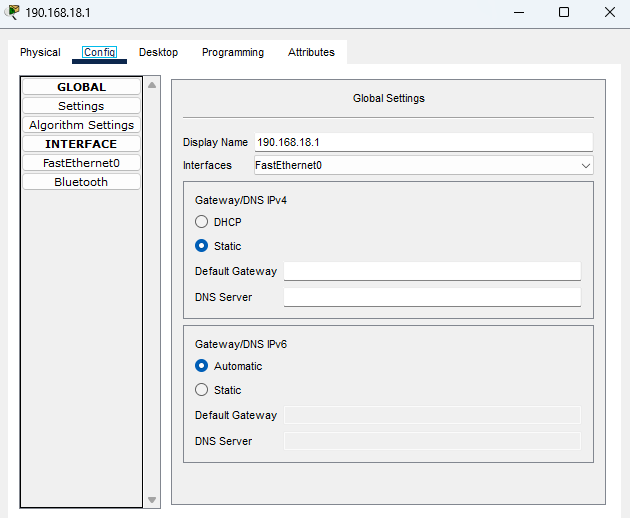 190.168.18.1
Physical Config Desktop Programming Attributes
GLOBAL
Settings
Algorithm Settings
INTERFACE
FastEthernet0
Bluetooth
Global Settings
Display Name 190.168.18.1
Interfaces FastEthernet0
Gateway/DNS IPv4
DHCP
Static
Default Gateway
DNS Server
Gateway/DNS IPv6
Automatic
Static
Default Gateway
DNS Server